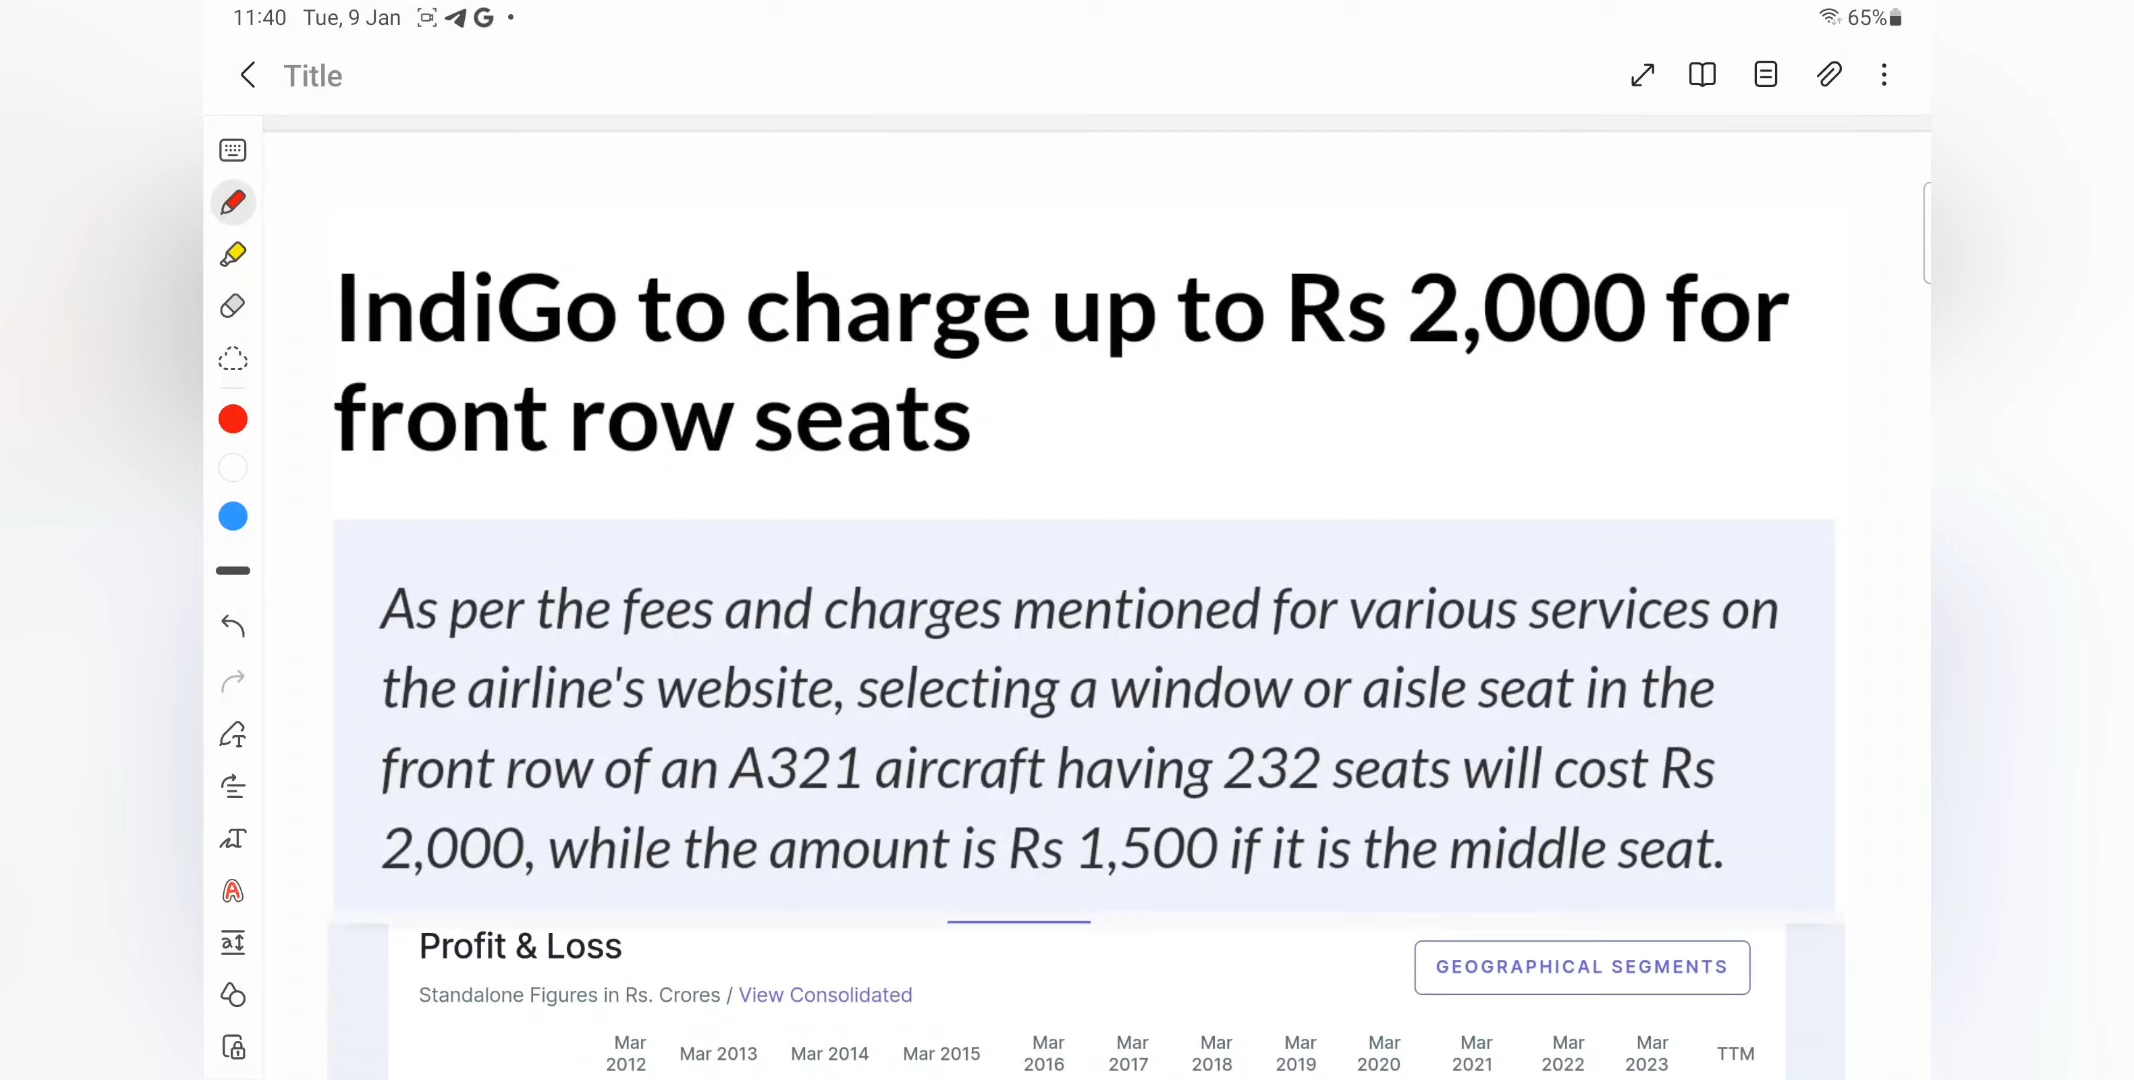 11:40 Tue, 9 Jan
65%
Title
IndiGo to charge up to Rs 2,000 for
front row seats
As per the fees and charges mentioned for various services on
the airline's website, selecting a window or aisle seat in the
front row of an A321 aircraft having 232 seats will cost Rs
2,000, while the amount is Rs 1,500 if it is the middle seat.
Profit & Loss
GEOGRAPHICAL SEGMENTS
Standalone Figures in Rs. Crores / View Consolidated
Mar 2012 Mar 2013 Mar 2014 Mar 2015 Mar 2016 Mar 2017 Mar 2018 Mar 2019 Mar 2020 Mar 2021 Mar 2022 Mar 2023 TTM